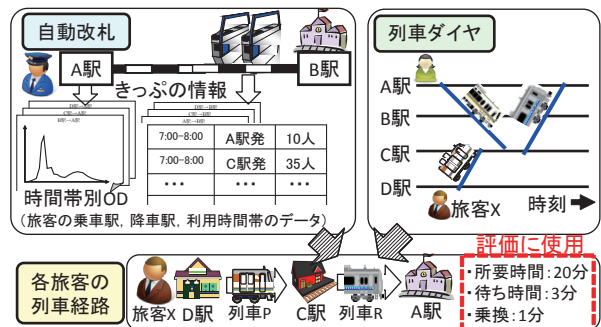 自動改札
A駅
B駅
きっぷの情報
7:00-8:00 A駅発 10人
7:00-8:00 C駅発 35人
… … …
時間帯別OD
(旅客の乗車駅，降車駅，利用時間帯のデータ)
列車ダイヤ
A駅
B駅
C駅
D駅
旅客X
時刻
評価に使用
各旅客の
列車経路
旅客X D駅 列車P C駅 列車R A駅
・所要時間：20分
・待ち時間：3分
・乗換：1分